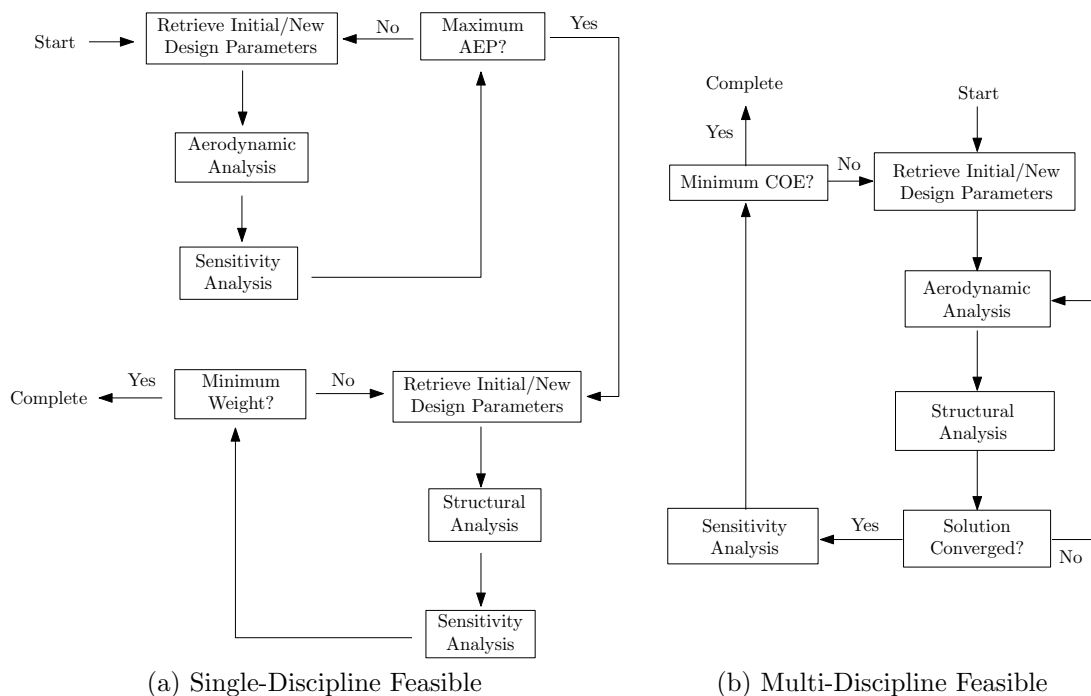 Start
Retrieve Initial/New
Design Parameters
No
Maximum
AEP?
Yes
Aerodynamic
Analysis
Sensitivity
Analysis
Complete
Yes
Minimum
Weight?
No
Retrieve Initial/New
Design Parameters
Structural
Analysis
Sensitivity
Analysis
(a) Single-Discipline Feasible
Complete
Yes
Minimum COE?
No
Start
Retrieve Initial/New
Design Parameters
Aerodynamic
Analysis
Structural
Analysis
Sensitivity
Analysis
Yes
Solution
Converged?
No
(b) Multi-Discipline Feasible